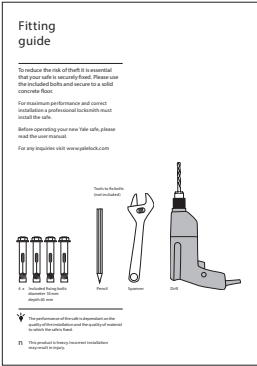 Fitting
guide
To reduce the risk of theft it is essential
that your safe is securely fixed. Please use
the included bolts and secure to a solid
concrete floor.
For maximum performance and correct
installation a professional locksmith must
install the safe.
Before operating your new Yale safe, please
read the user manual.
For any inquiries visit www.yalelock.com
Tools to fix bolts
(not included)
4 x Included fixing bolts
diameter 10 mm
depth 65 mm
Pencil
Spanner
Drill
The performance of the safe is dependant on the
quality of the installation and the quality of material
to which the safe is fixed.
This product is heavy. Incorrect installation
may result in injury.